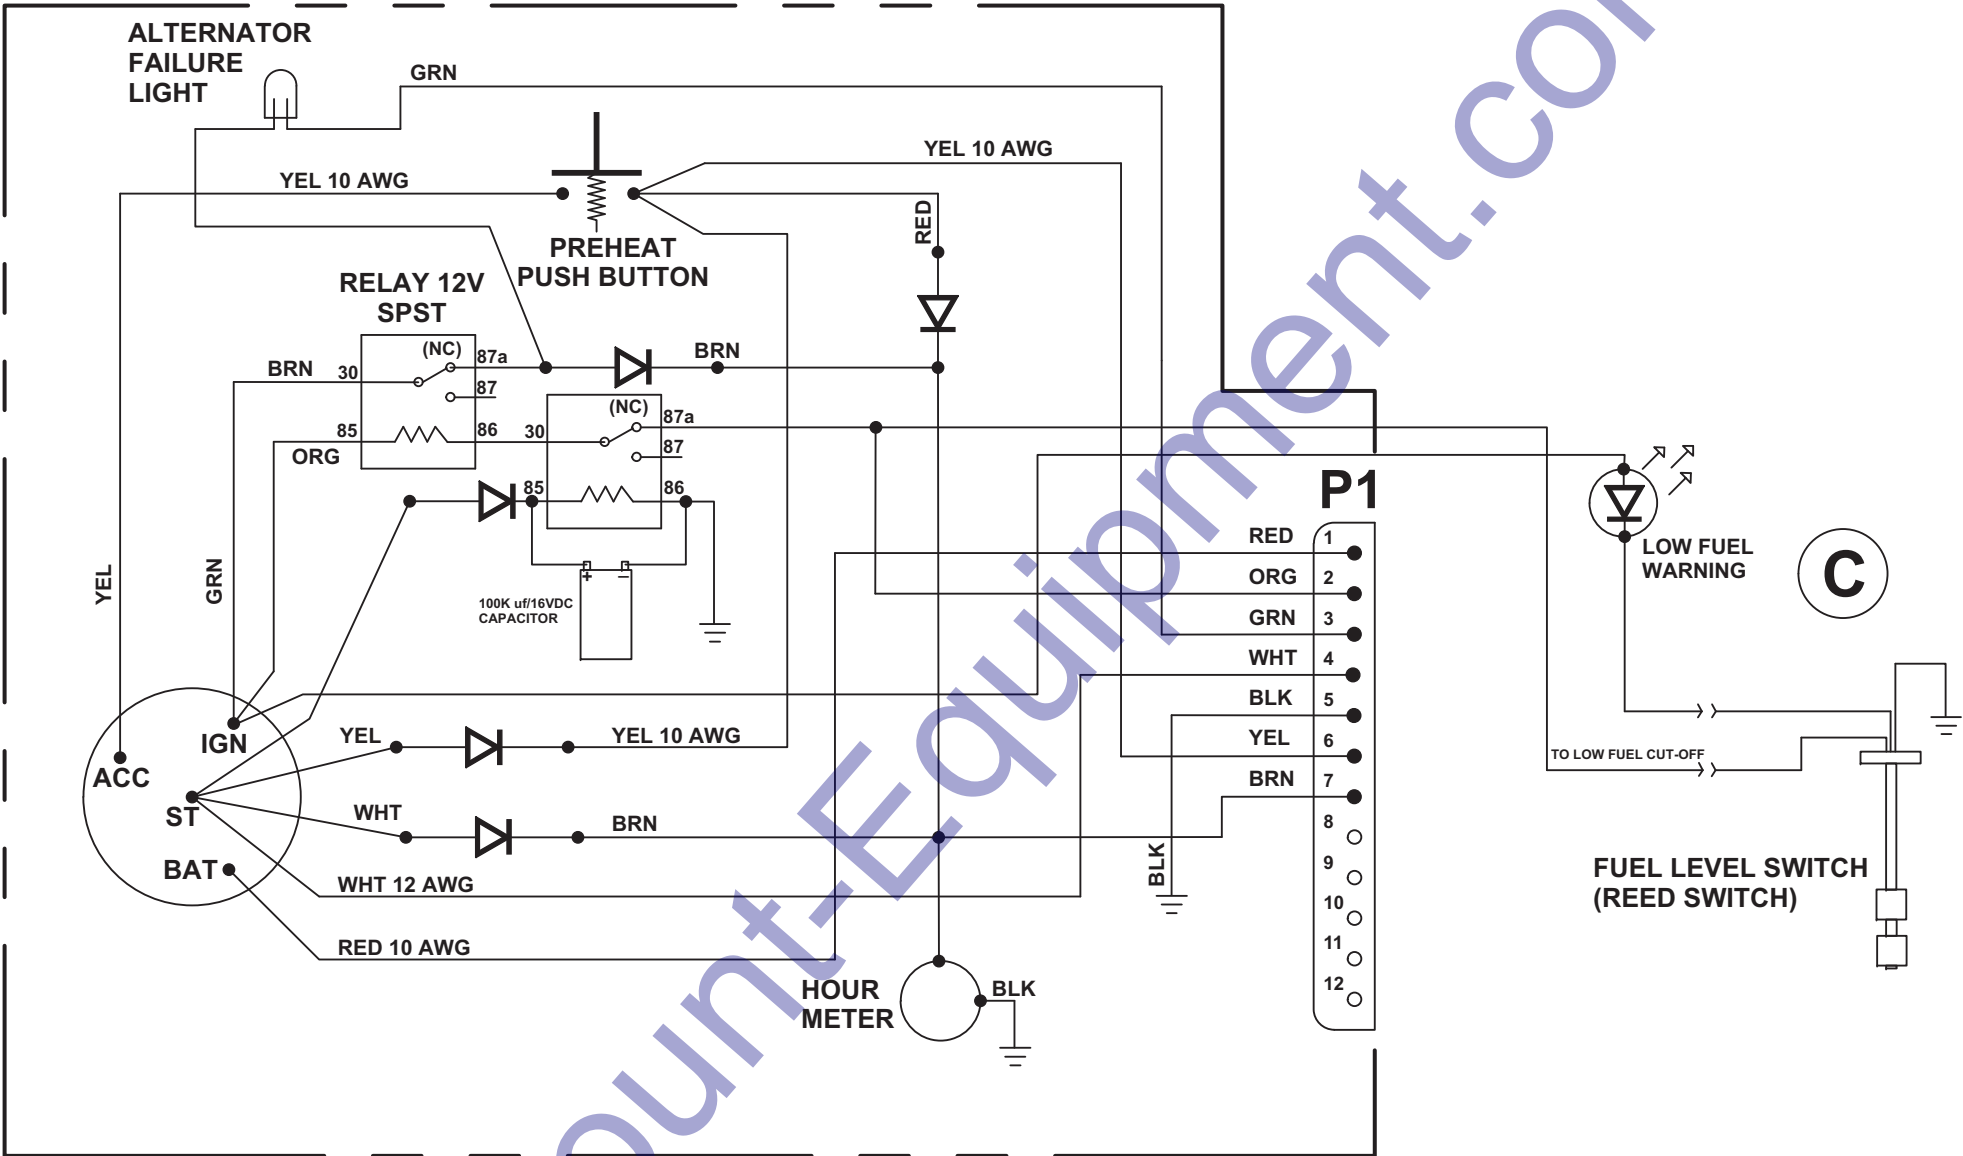 ALTERNATOR
FAILURE
LIGHT
GRN
YEL 10 AWG
YEL 10 AWG
PREHEAT
PUSH BUTTON
RED
RELAY 12V
SPST
(NC)
87a
87
BRN
30
85
86
ORG
BRN
(NC)
87a
87
30
85
86
100K uf/16VDC
CAPACITOR
+ −
YEL
GRN
IGN
ACC
ST
BAT
YEL
YEL 10 AWG
WHT
BRN
WHT 12 AWG
RED 10 AWG
HOUR
METER
BLK
BLK
P1
RED 1
ORG 2
GRN 3
WHT 4
BLK 5
YEL 6
BRN 7
8
9
10
11
12
LOW FUEL
WARNING
C
TO LOW FUEL CUT-OFF
FUEL LEVEL SWITCH
(REED SWITCH)
ount-Equipment.co